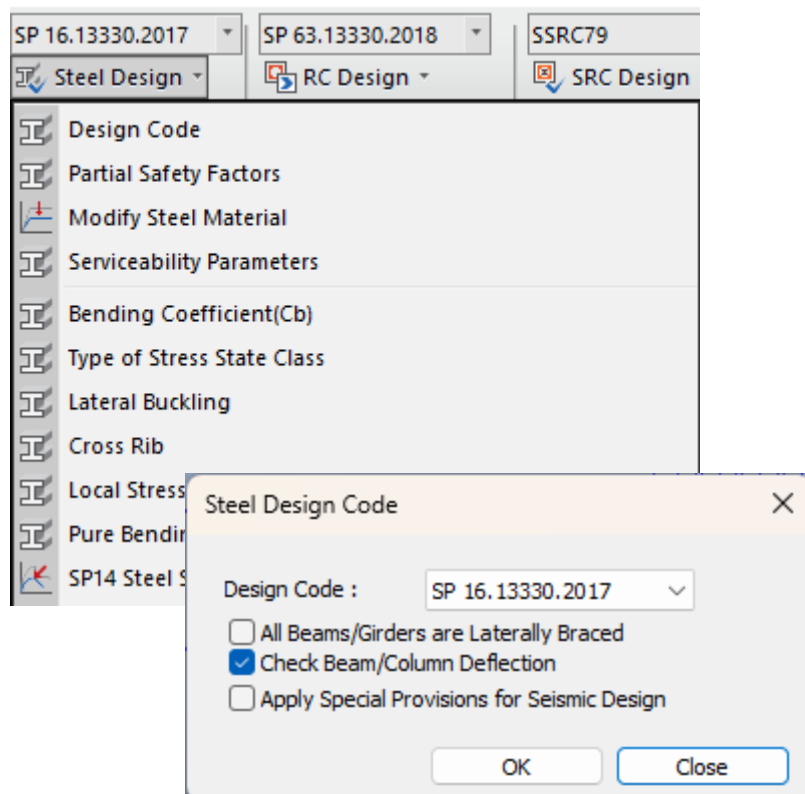 SP 16.13330.2017 SP 63.13330.2018 SSRC79
Steel Design RC Design SRC Design
Design Code
Partial Safety Factors
Modify Steel Material
Serviceability Parameters
Bending Coefficient(Cb)
Type of Stress State Class
Lateral Buckling
Cross Rib
Local Stress
Pure Bendin
SP14 Steel S
Steel Design Code
Design Code : SP 16.13330.2017
All Beams/Girders are Laterally Braced
Check Beam/Column Deflection
Apply Special Provisions for Seismic Design
OK Close